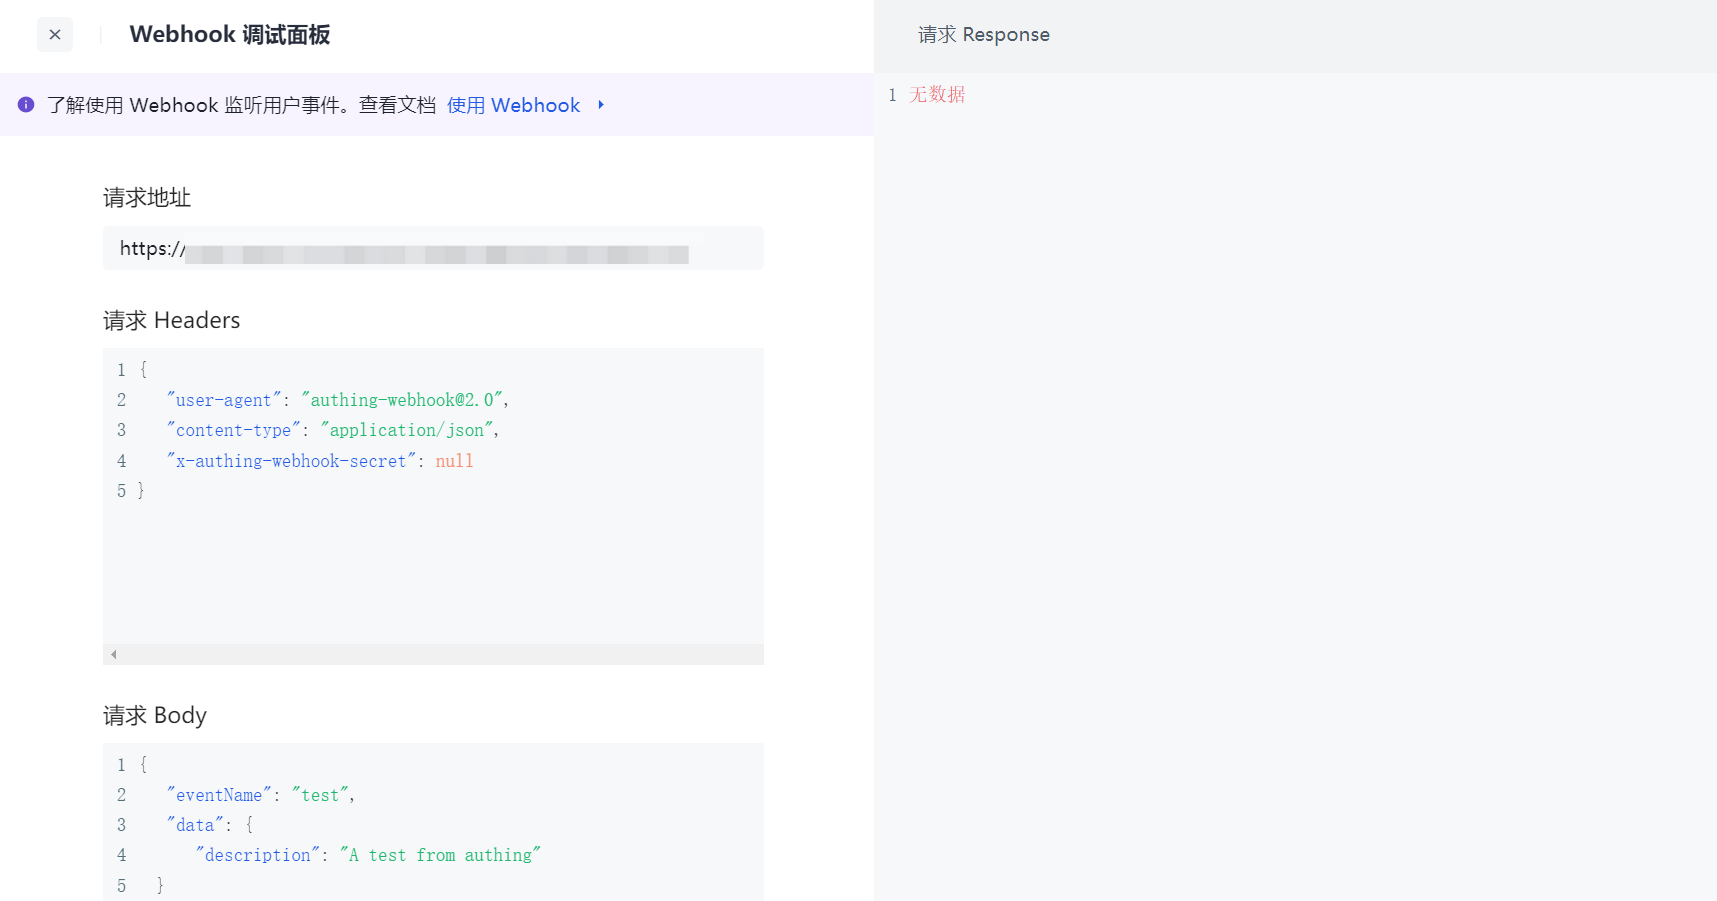 Webhook 调试面板
了解使用 Webhook 监听用户事件。查看文档 使用 Webhook
请求地址
https://
请求 Headers
1 {
2 "user-agent": "authing-webhook@2.0",
3 "content-type": "application/json",
4 "x-authing-webhook-secret": null
5 }
请求 Body
1 {
2 "eventName": "test",
3 "data": {
4 "description": "A test from authing"
5 }
请求 Response
1 无数据